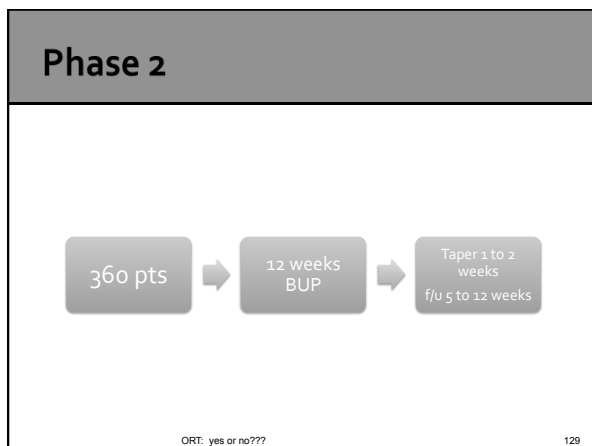 Phase 2
360 pts
12 weeks
BUP
Taper 1 to 2
weeks
f/u 5 to 12 weeks
ORT: yes or no???
129